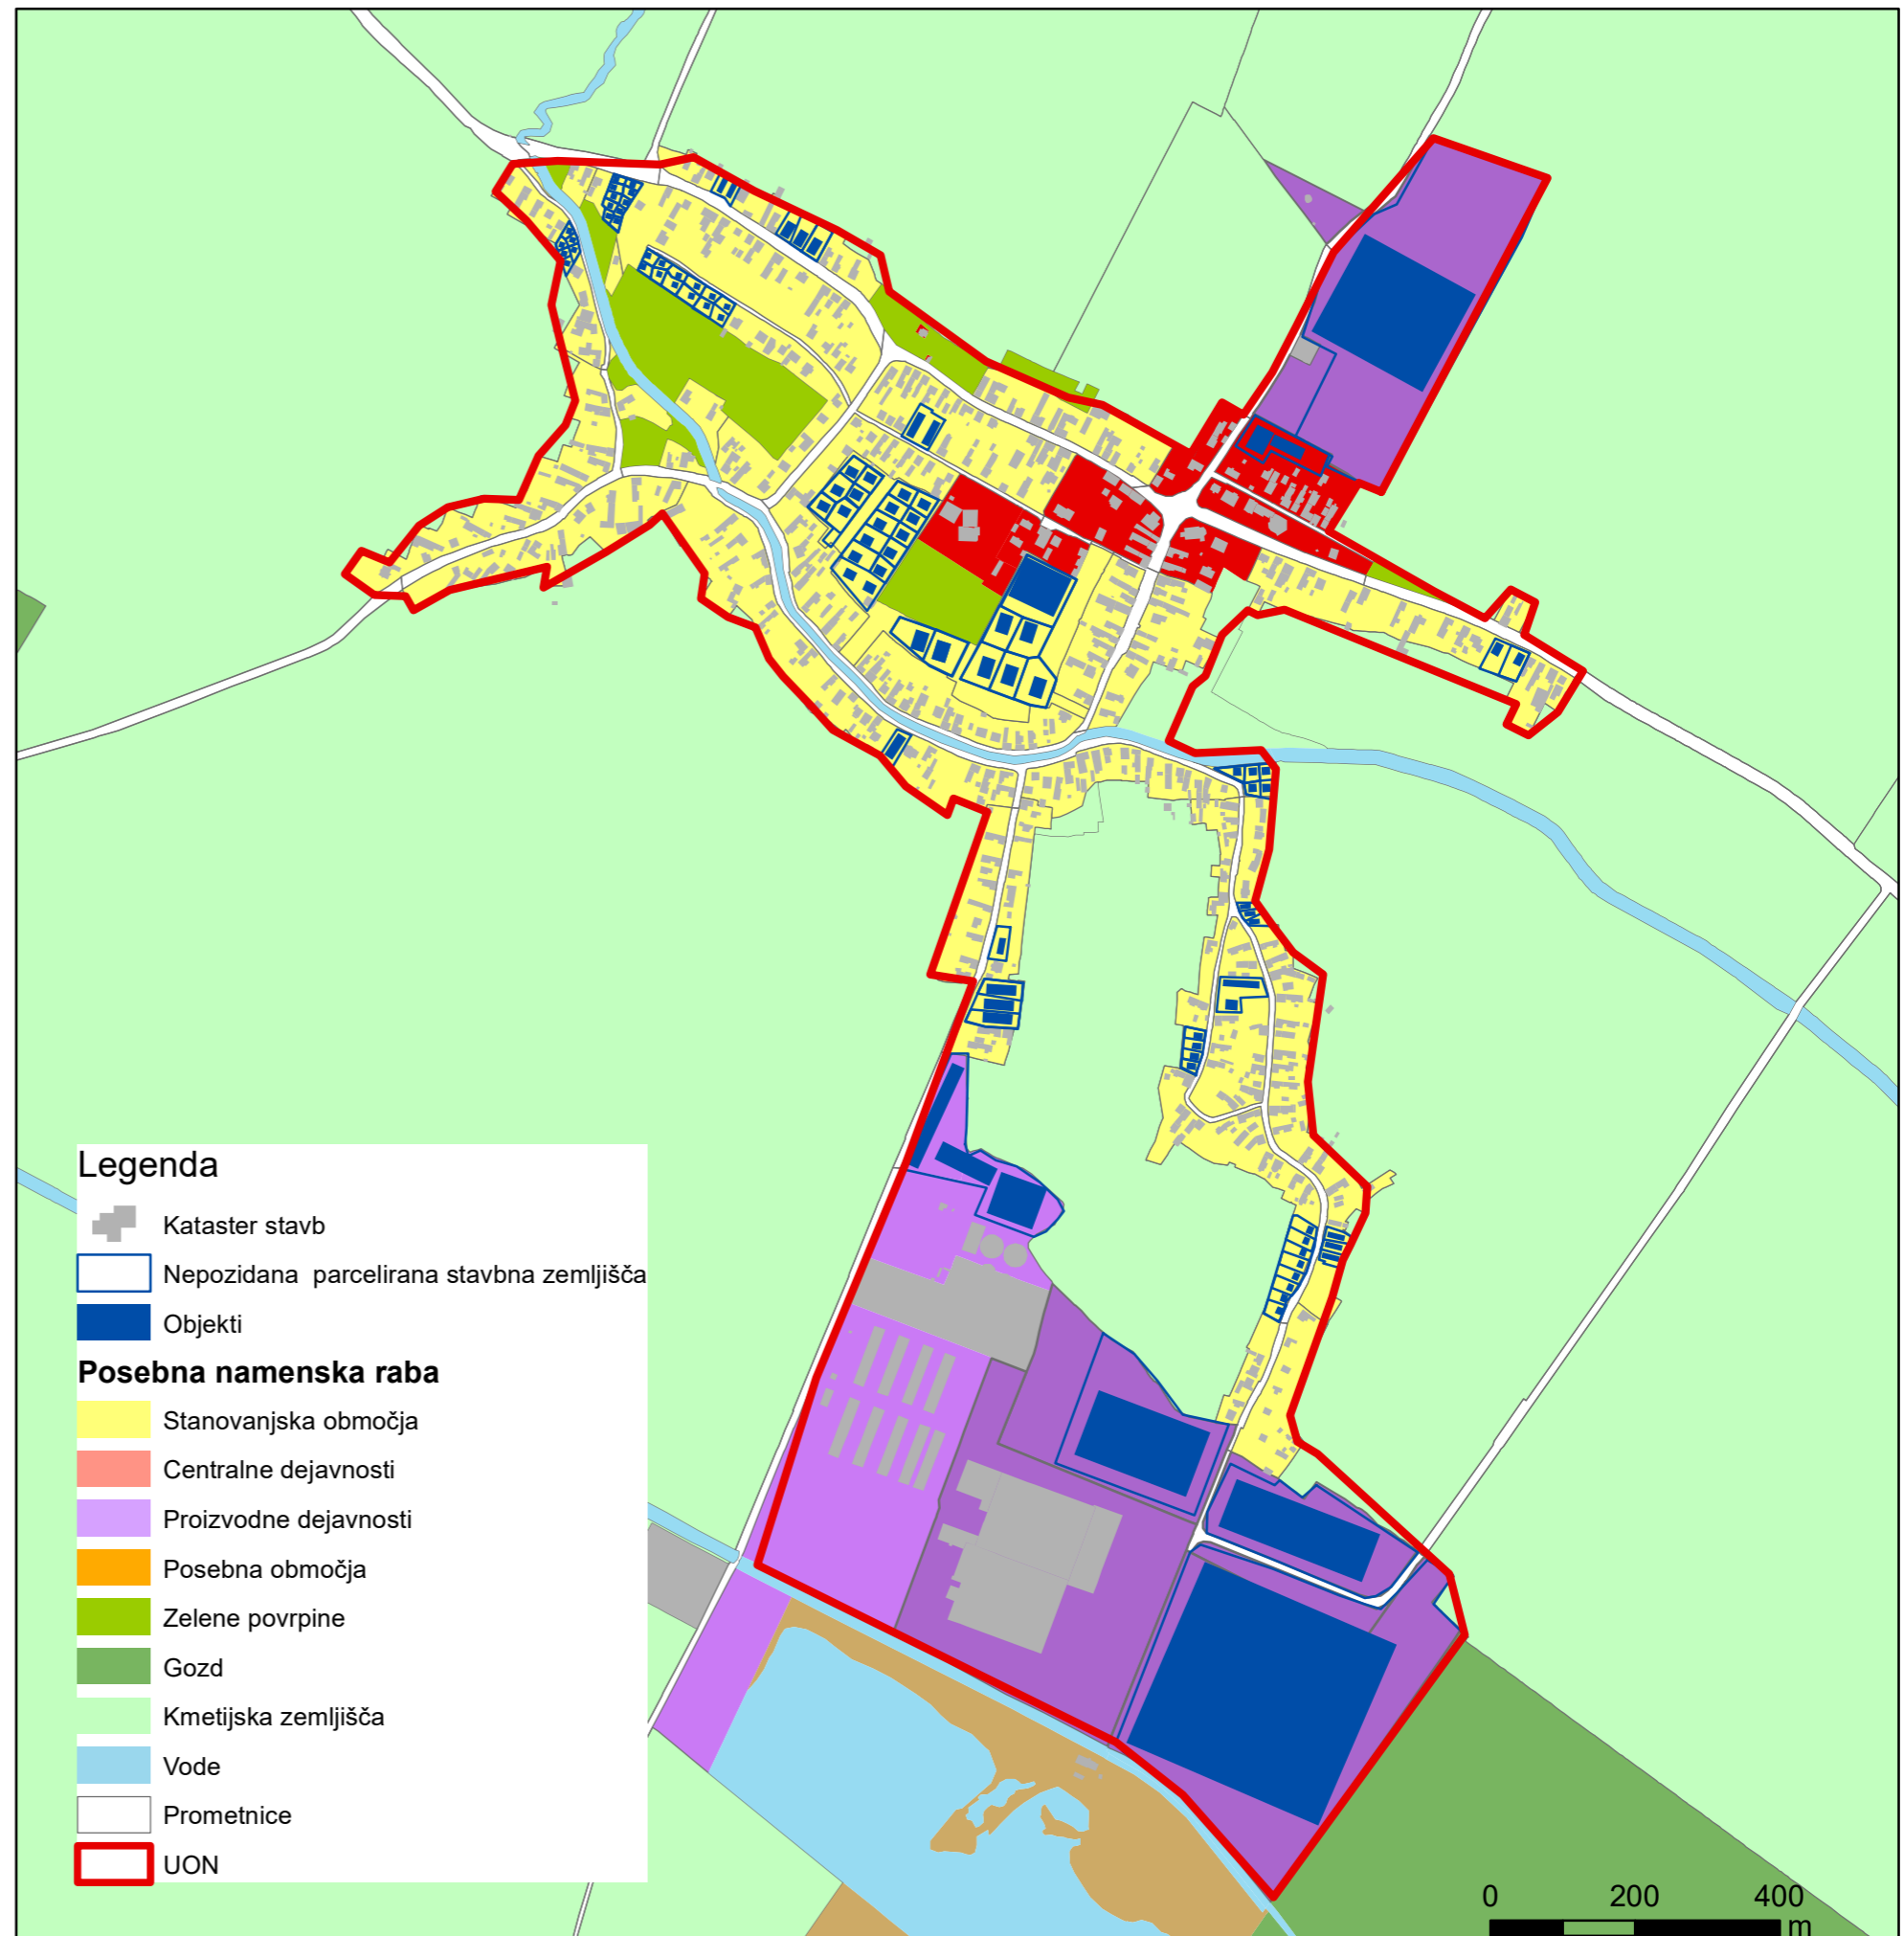 Legenda
Kataster stavb
Nepozidana parcelirana stavbna zemljišča
Objekti
Posebna namenska raba
Stanovanjska območja
Centralne dejavnosti
Proizvodne dejavnosti
Posebna območja
Zelene povrpine
Gozd
Kmetijska zemljišča
Vode
Prometnice
UON
0 200 400
m